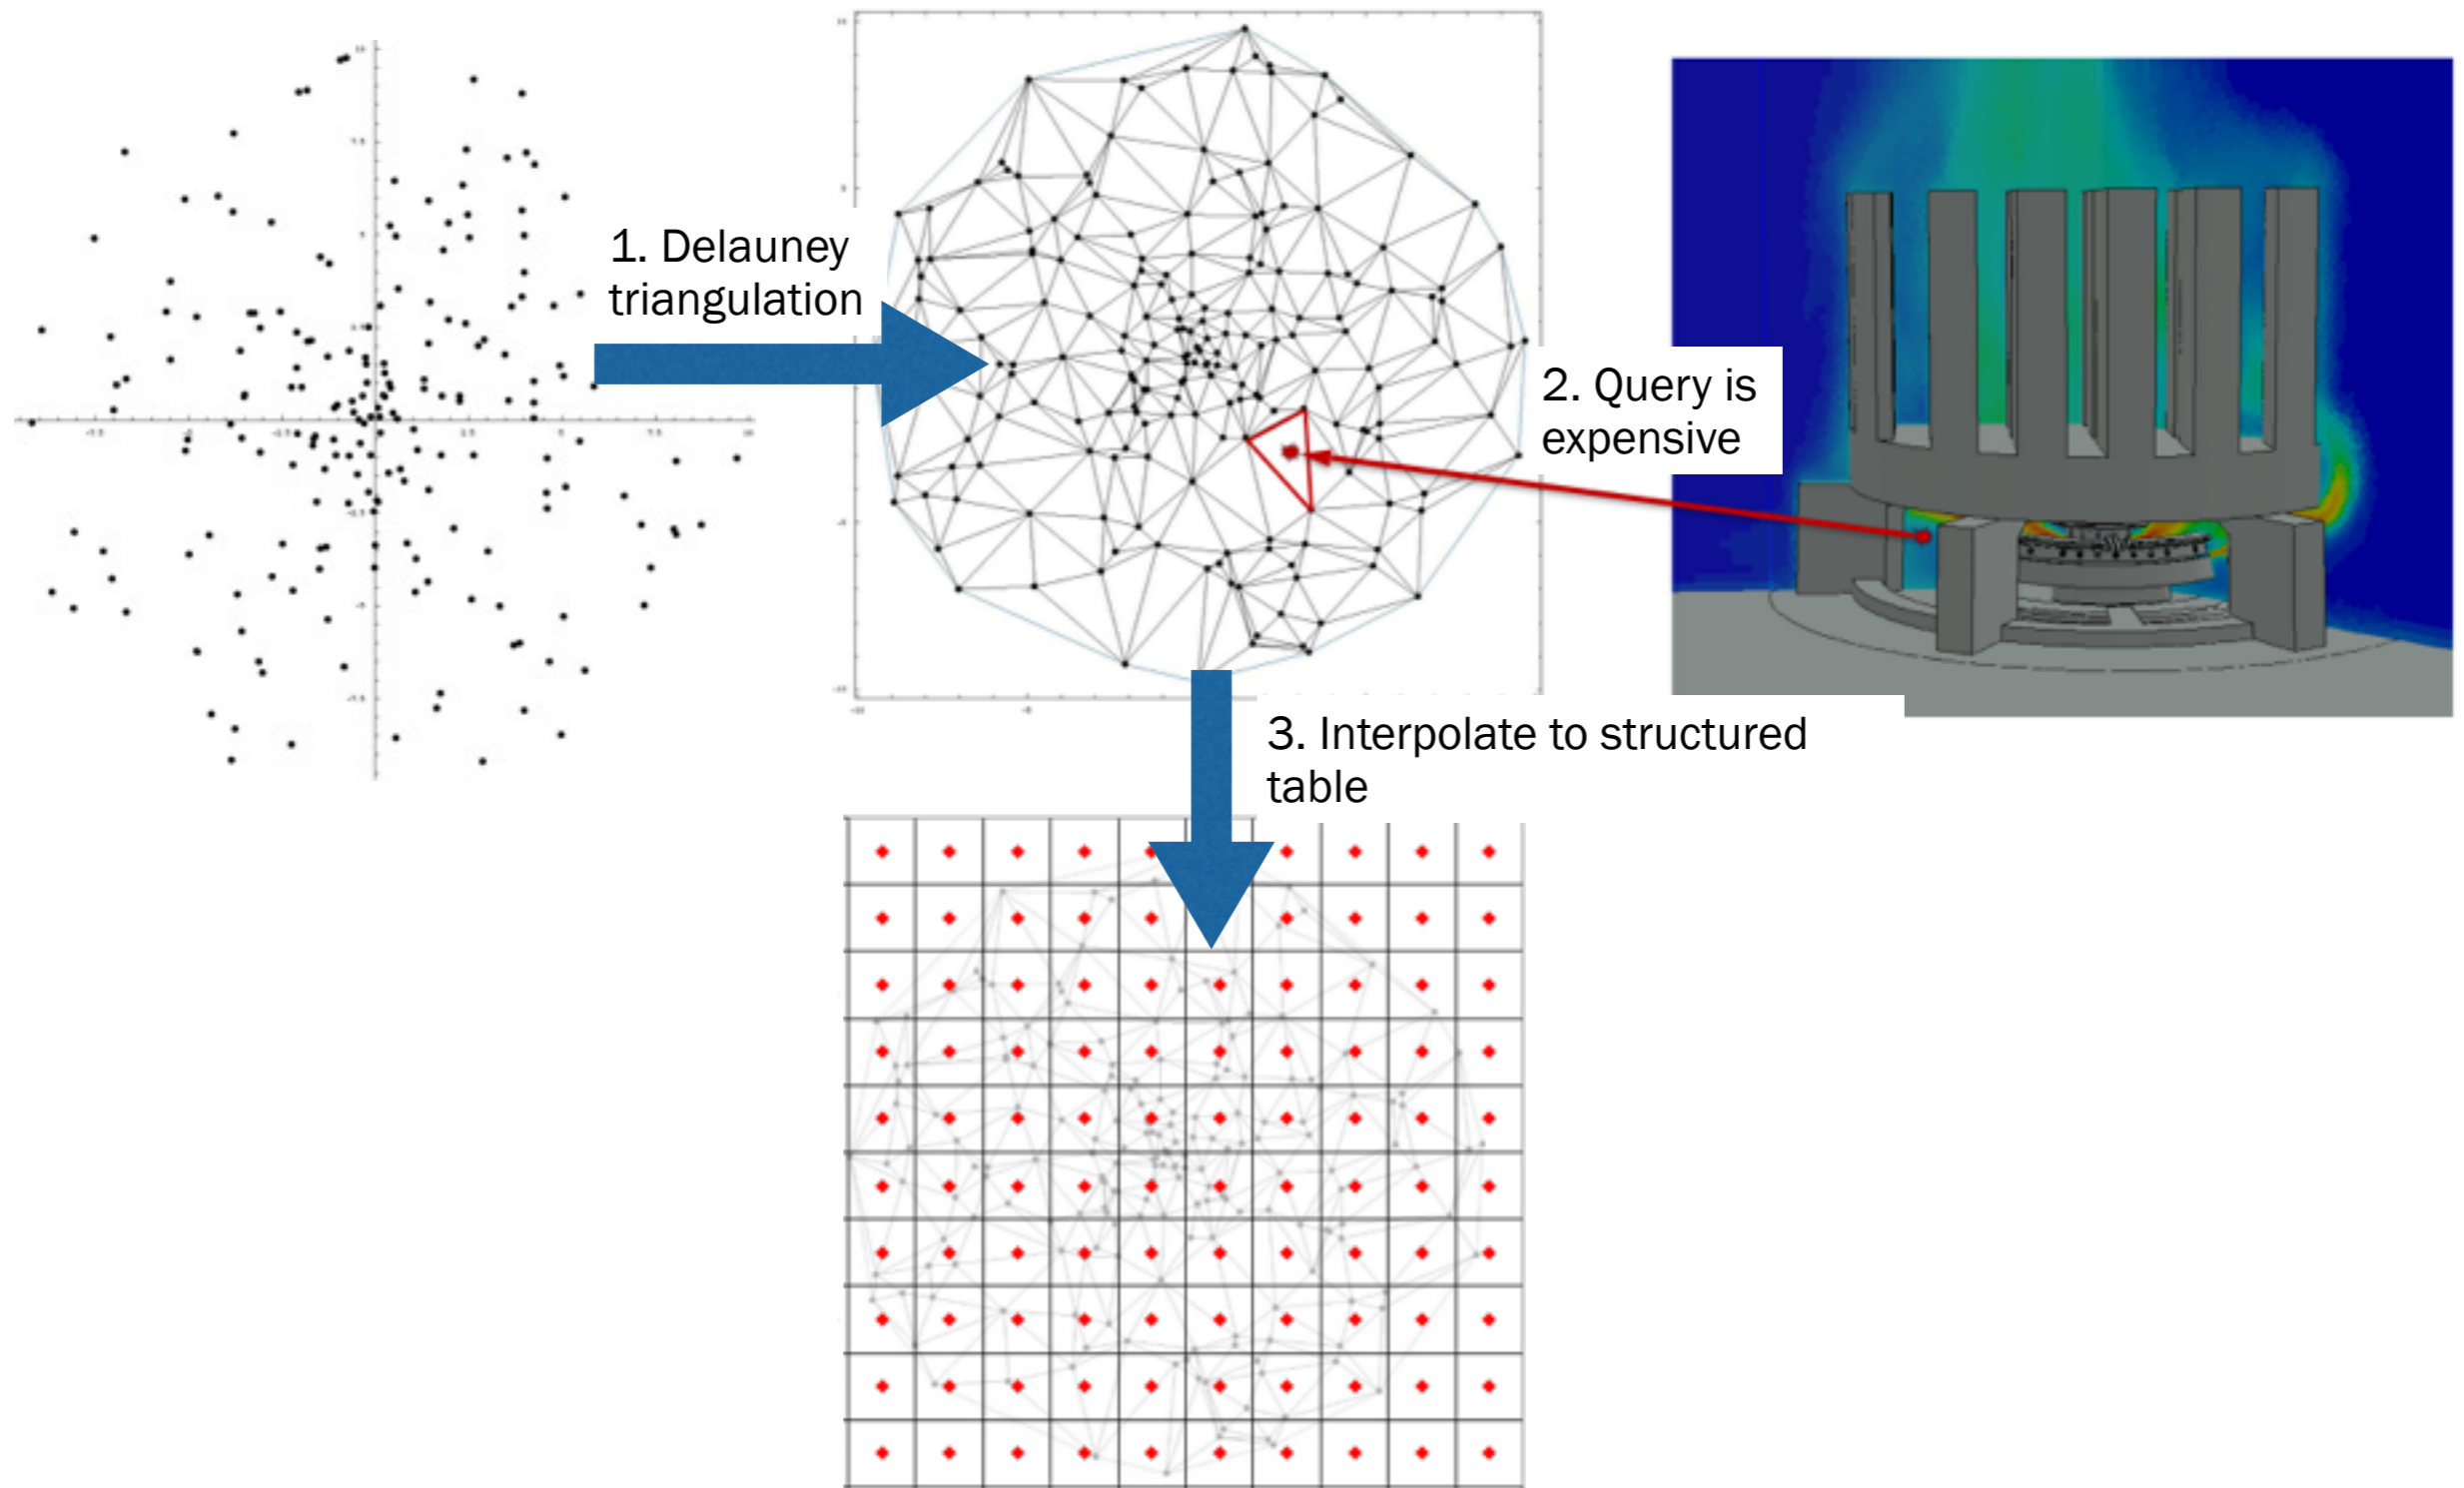 1. Delauney
triangulation
2. Query is
expensive
3. Interpolate to structured
table